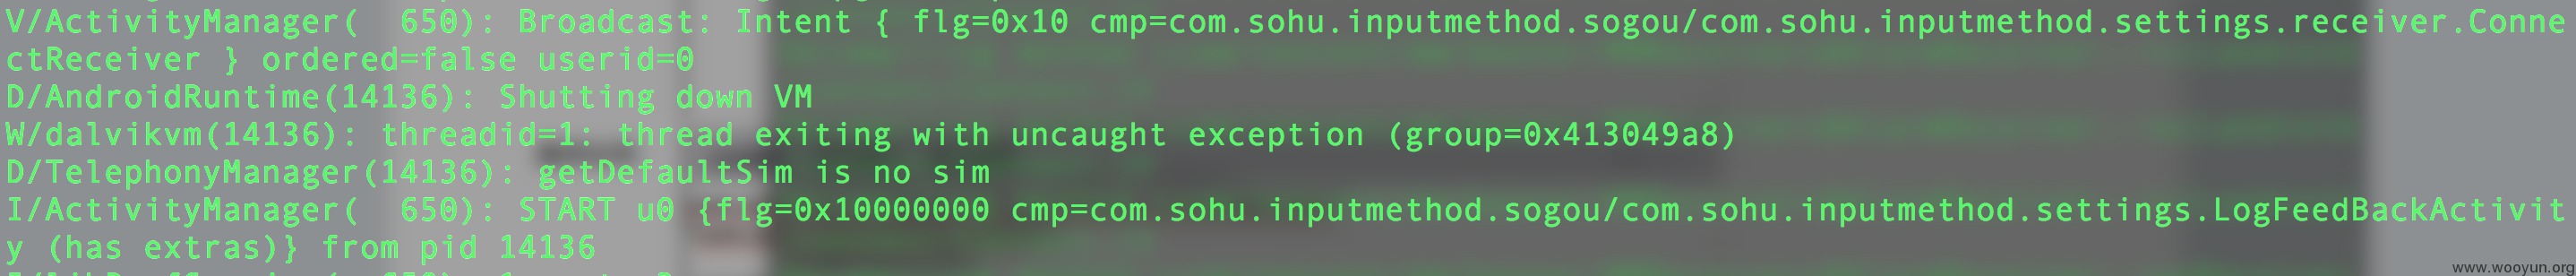 V/ActivityManager(  650): Broadcast: Intent { flg=0x10 cmp=com.sohu.inputmethod.sogou/com.sohu.inputmethod.settings.receiver.Conne
ctReceiver } ordered=false userid=0
D/AndroidRuntime(14136): Shutting down VM
W/dalvikvm(14136): threadid=1: thread exiting with uncaught exception (group=0x413049a8)
D/TelephonyManager(14136): getDefaultSim is no sim
I/ActivityManager(  650): START u0 {flg=0x10000000 cmp=com.sohu.inputmethod.sogou/com.sohu.inputmethod.settings.LogFeedBackActivit
y (has extras)} from pid 14136
www.wooyun.org